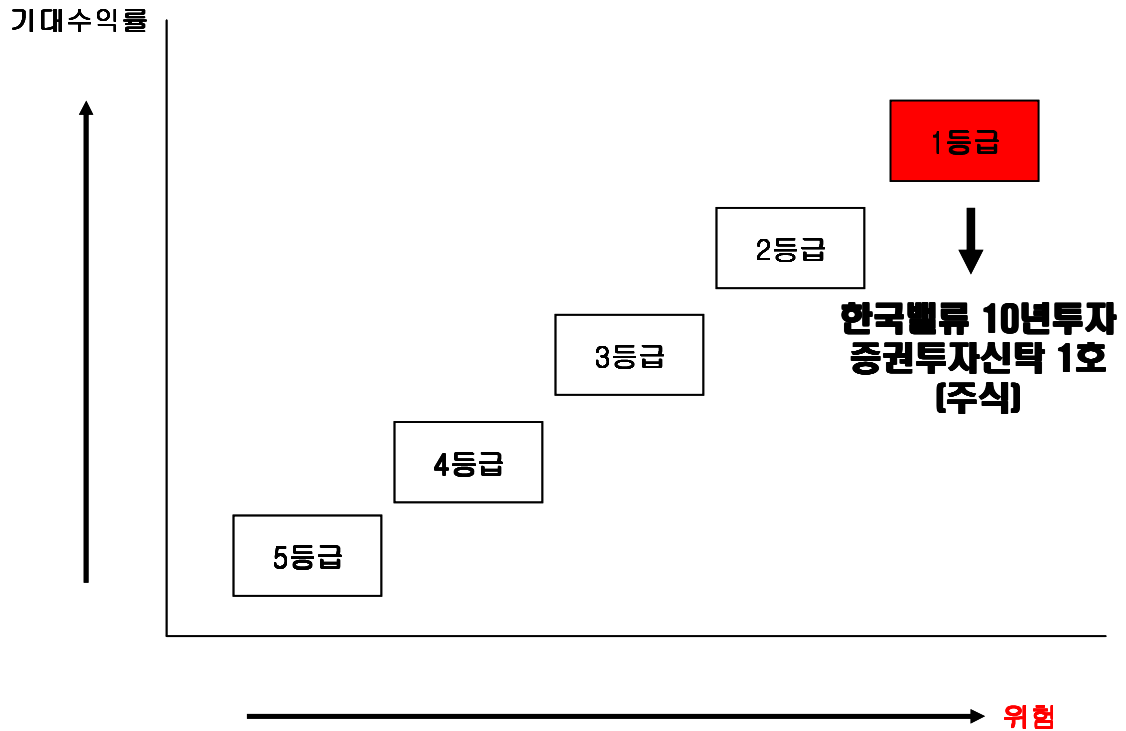 기대수익률
1등급
2등급
한국밸류 10년투자
증권투자신탁 1호
(주식)
3등급
4등급
5등급
위험